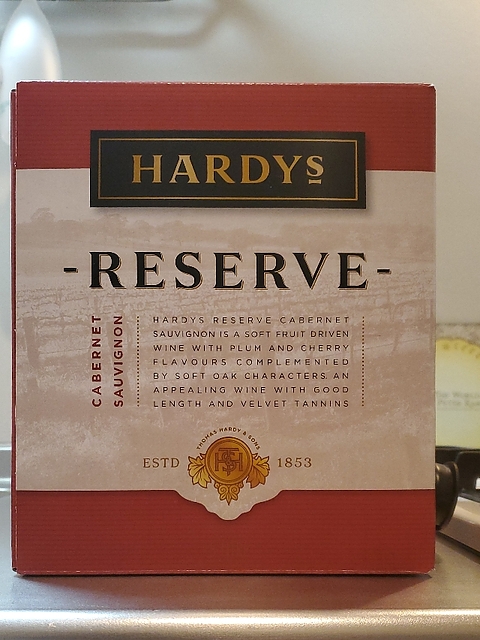 HARDYS
-RESERVE-
CABERNET
SAUVIGNON
HARDYS RESERVE CABERNET
SAUVIGNON IS A SOFT FRUIT DRIVEN
WINE WITH PLUM AND CHERRY
FLAVOURS COMPLEMENTED
BY SOFT OAK CHARACTERS. AN
APPEALING WINE WITH GOOD
LENGTH AND VELVET TANNINS
THOMAS HARDY & SONS
ESTD 1853